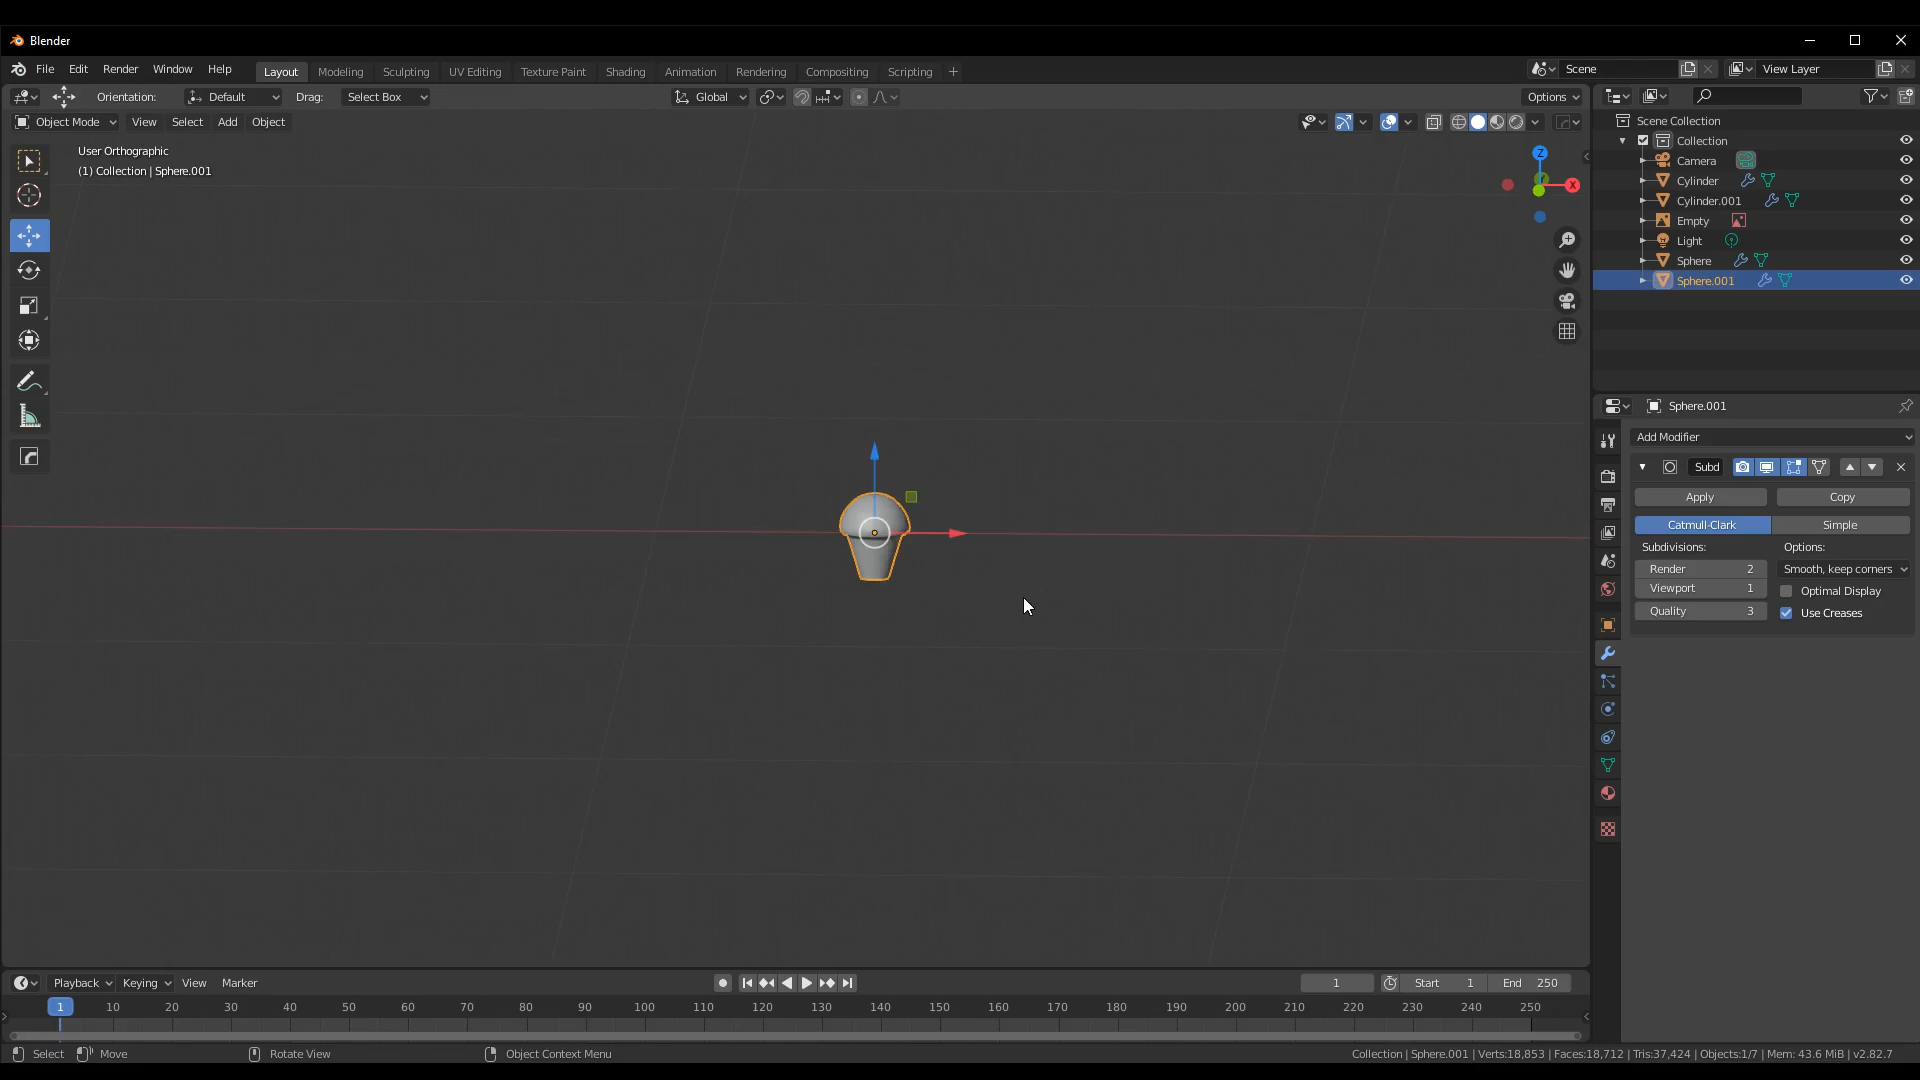 Blender
File Edit Render Window Help Layout Modeling Sculpting UV Editing Texture Paint Shading Animation Rendering Compositing Scripting + Scene View Layer
Orientation: Default Drag: Select Box Global Options
Object Mode View Select Add Object
User Orthographic
(1) Collection | Sphere.001
Z
X
Scene Collection
Collection
Camera
Cylinder
Cylinder.001
Empty
Light
Sphere
Sphere.001
Sphere.001
Add Modifier
Subd
Apply Copy
Catmull-Clark Simple
Subdivisions: Options:
Render 2 Smooth, keep corners
Viewport 1 Optimal Display
Quality 3 Use Creases
Playback Keying View Marker 1 Start 1 End 250
1 10 20 30 40 50 60 70 80 90 100 110 120 130 140 150 160 170 180 190 200 210 220 230 240 250
Select Move Rotate View Object Context Menu Collection | Sphere.001 | Verts:18,853 | Faces:18,712 | Tris:37,424 | Objects:1/7 | Mem: 43.6 MiB | v2.82.7